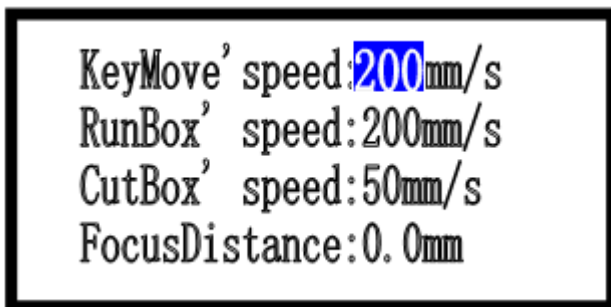 KeyMove’speed:200mm/s
RunBox’ speed:200mm/s
CutBox’ speed:50mm/s
FocusDistance:0.0mm